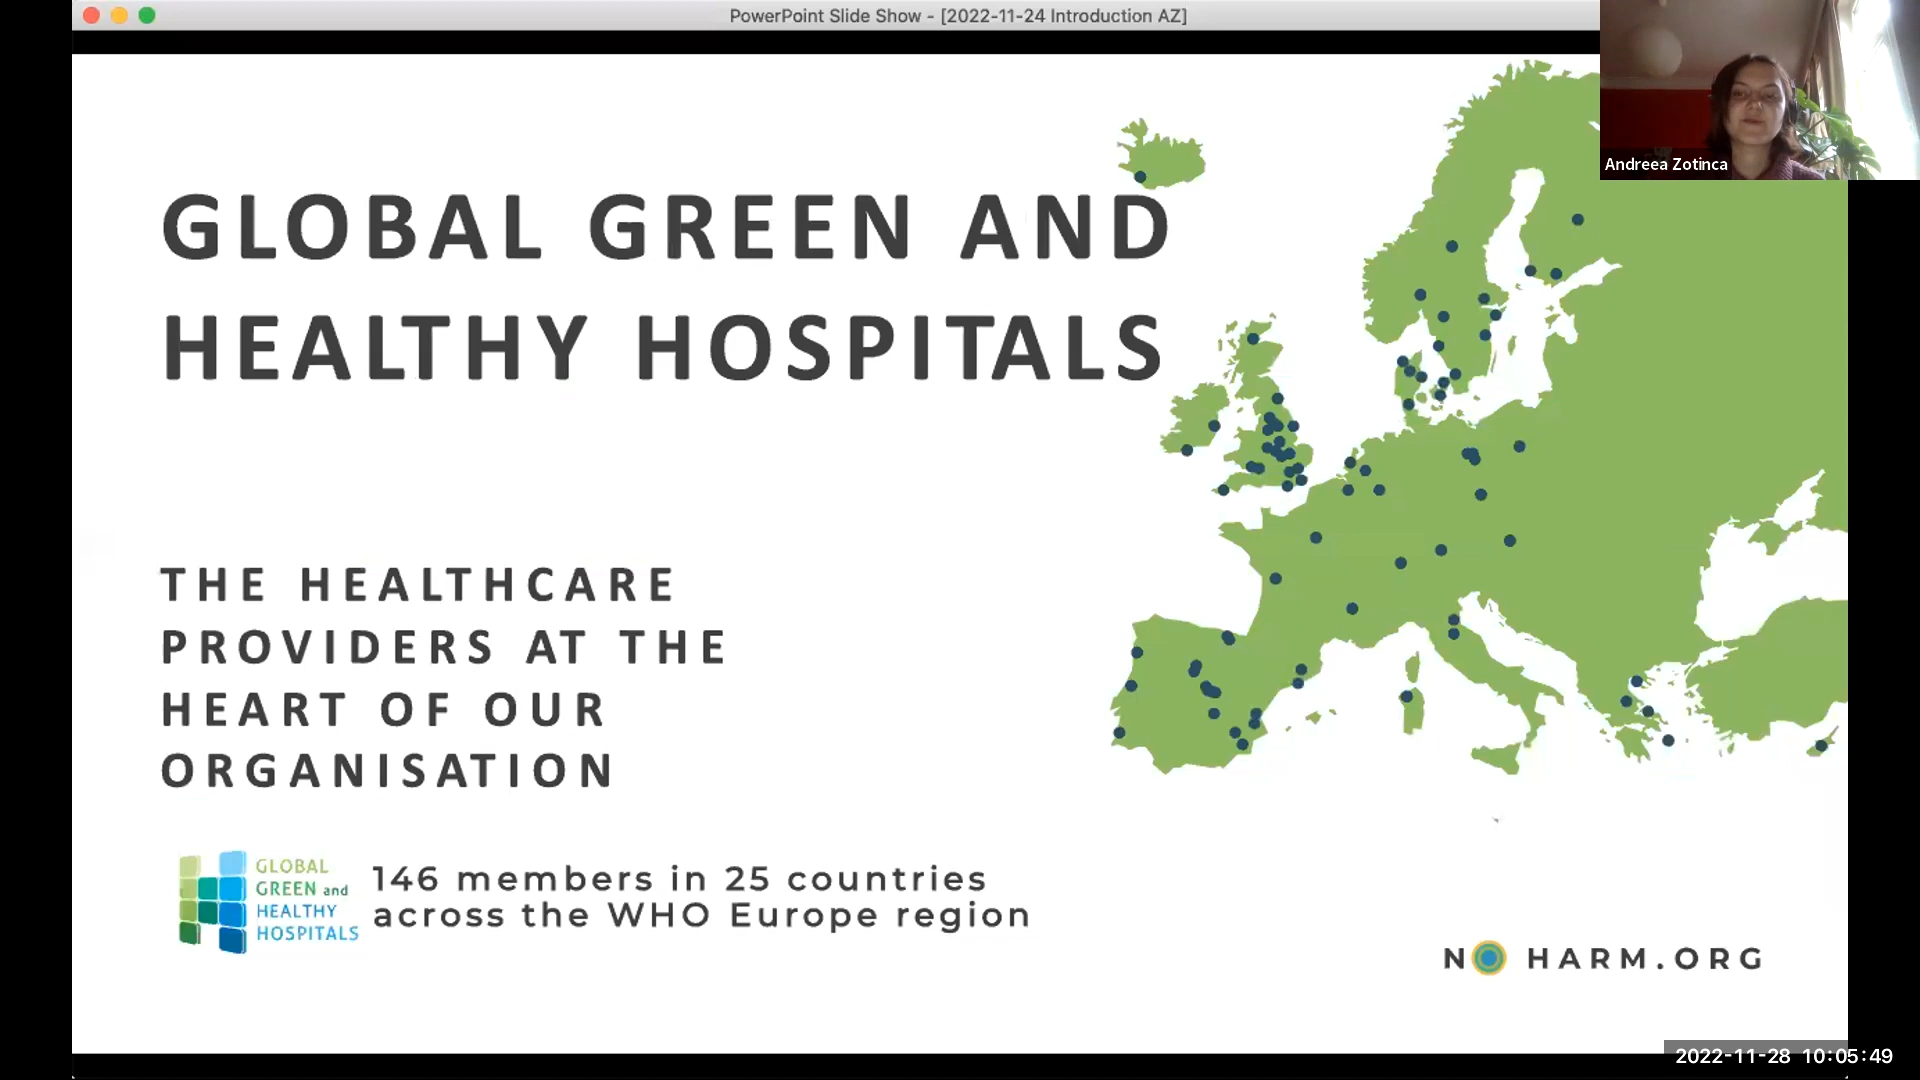 PowerPoint Slide Show - [2022-11-24 Introduction AZ]
Andreea Zotinca
GLOBAL GREEN AND
HEALTHY HOSPITALS
THE HEALTHCARE
PROVIDERS AT THE
HEART OF OUR
ORGANISATION
GLOBAL
GREEN and
HEALTHY
HOSPITALS
146 members in 25 countries
across the WHO Europe region
NO HARM.ORG
2022-11-28 10:05:49